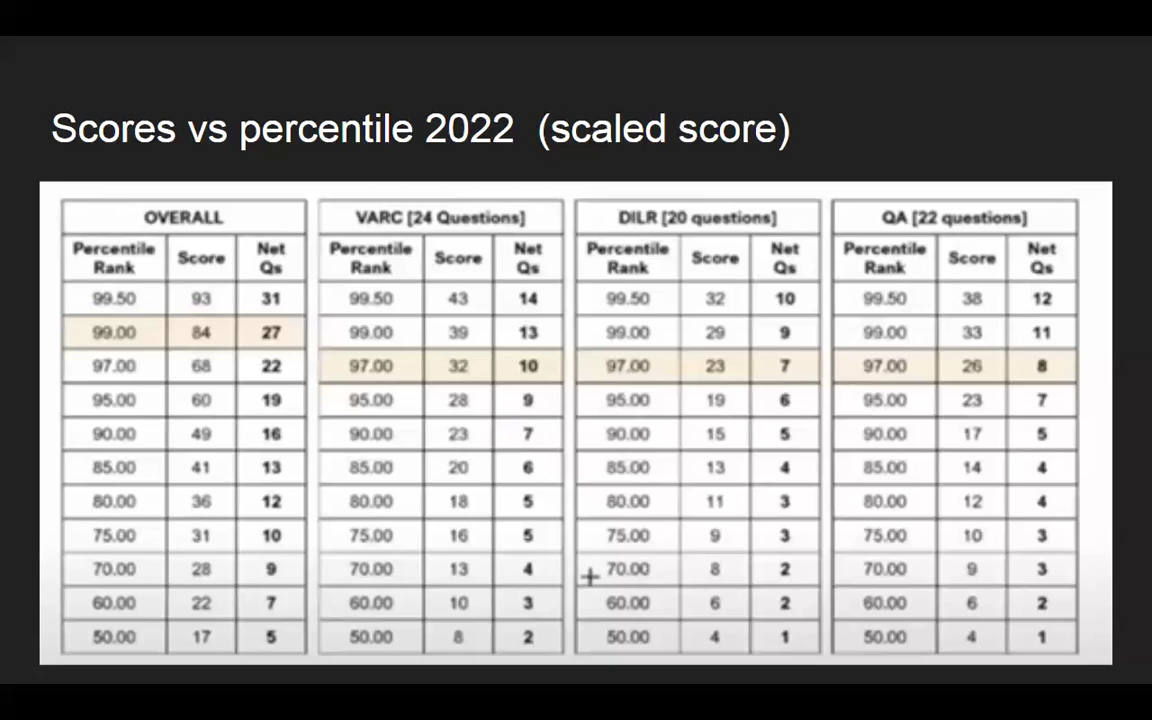 Scores vs percentile 2022 (scaled score)
OVERALL VARC [24 Questions] DILR [20 questions] QA [22 questions]
Percentile Rank Score Net Qs Percentile Rank Score Net Qs Percentile Rank Score Net Qs Percentile Rank Score Net Qs
99.50 93 31 99.50 43 14 99.50 32 10 99.50 38 12
99.00 84 27 99.00 39 13 99.00 29 9 99.00 33 11
97.00 68 22 97.00 32 10 97.00 23 7 97.00 26 8
95.00 60 19 95.00 28 9 95.00 19 6 95.00 23 7
90.00 49 16 90.00 23 7 90.00 15 5 90.00 17 5
85.00 41 13 85.00 20 6 85.00 13 4 85.00 14 4
80.00 36 12 80.00 18 5 80.00 11 3 80.00 12 4
75.00 31 10 75.00 16 5 75.00 9 3 75.00 10 3
70.00 28 9 70.00 13 4 70.00 8 2 70.00 9 3
60.00 22 7 60.00 10 3 60.00 6 2 60.00 6 2
50.00 17 5 50.00 8 2 50.00 4 1 50.00 4 1